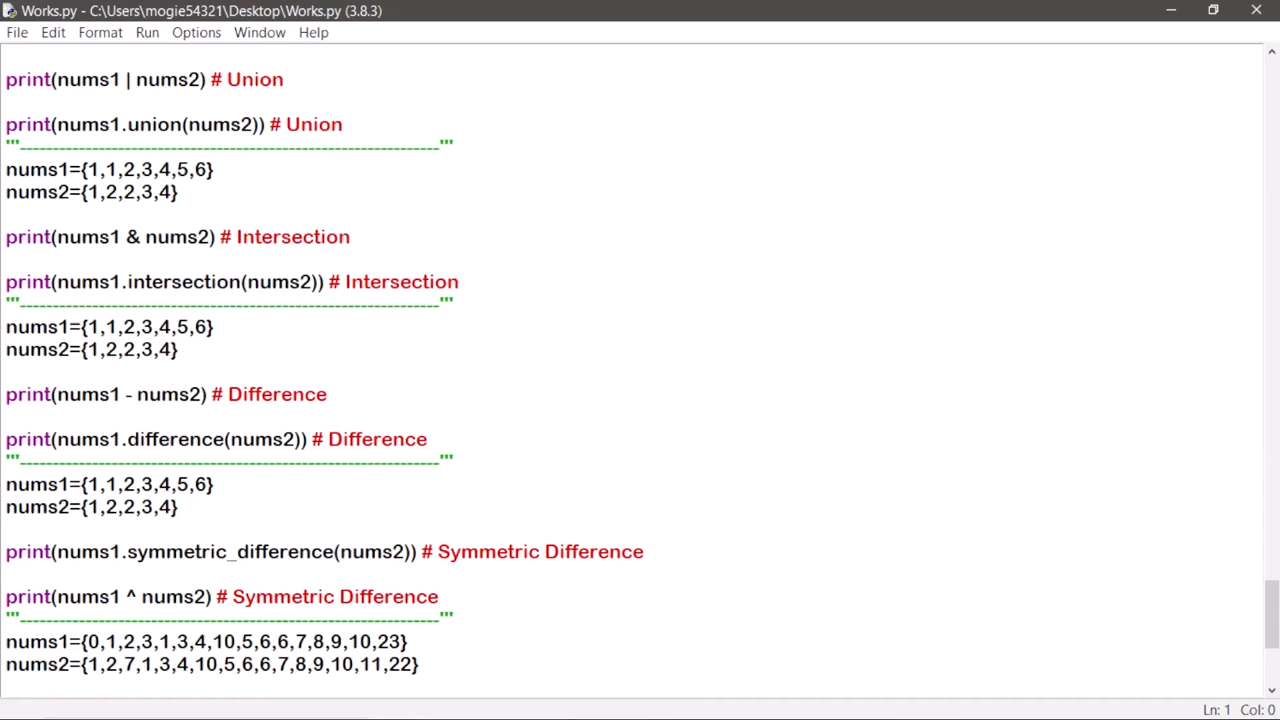 Works.py - C:\Users\mogie54321\Desktop\Works.py (3.8.3)
File Edit Format Run Options Window Help
print(nums1 | nums2) # Union
print(nums1.union(nums2)) # Union
'''________________________________________________________________'''
nums1={1,1,2,3,4,5,6}
nums2={1,2,2,3,4}
print(nums1 & nums2) # Intersection
print(nums1.intersection(nums2)) # Intersection
'''________________________________________________________________'''
nums1={1,1,2,3,4,5,6}
nums2={1,2,2,3,4}
print(nums1 - nums2) # Difference
print(nums1.difference(nums2)) # Difference
'''________________________________________________________________'''
nums1={1,1,2,3,4,5,6}
nums2={1,2,2,3,4}
print(nums1.symmetric_difference(nums2)) # Symmetric Difference
print(nums1 ^ nums2) # Symmetric Difference
'''________________________________________________________________'''
nums1={0,1,2,3,1,3,4,10,5,6,6,7,8,9,10,23}
nums2={1,2,7,1,3,4,10,5,6,6,7,8,9,10,11,22}
Ln: 1 Col: 0